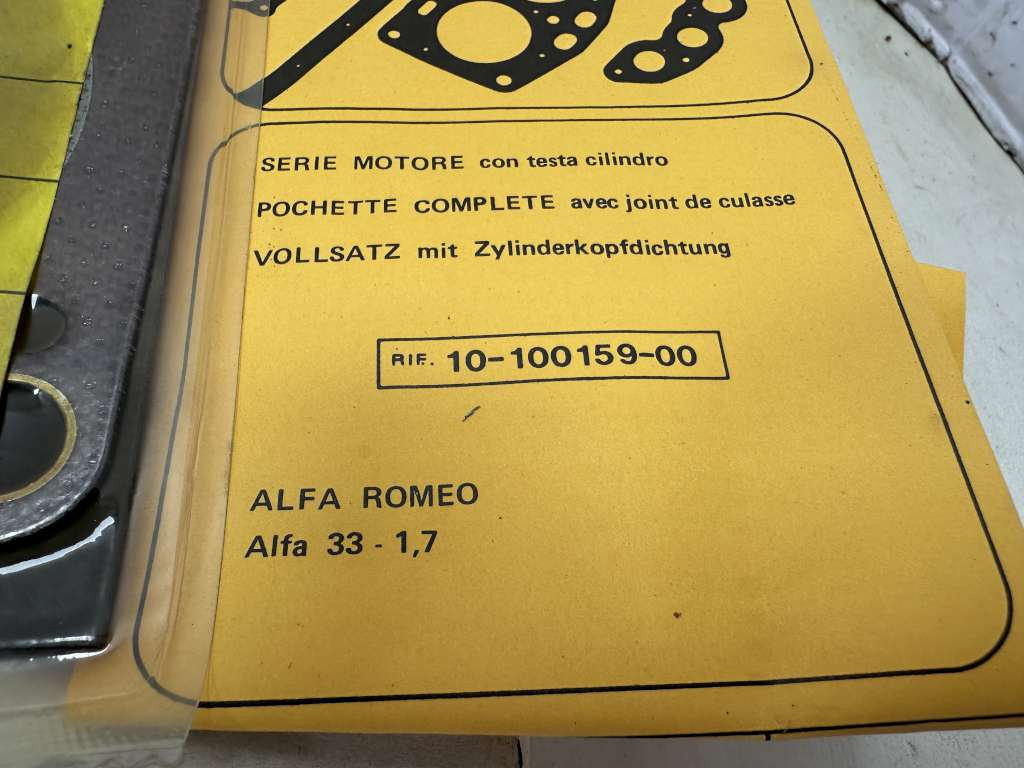 SERIE MOTORE con testa cilindro
POCHETTE COMPLETE avec joint de culasse
VOLLSATZ mit Zylinderkopfdichtung
RIF. 10-100159-00
ALFA ROMEO
Alfa 33 - 1,7